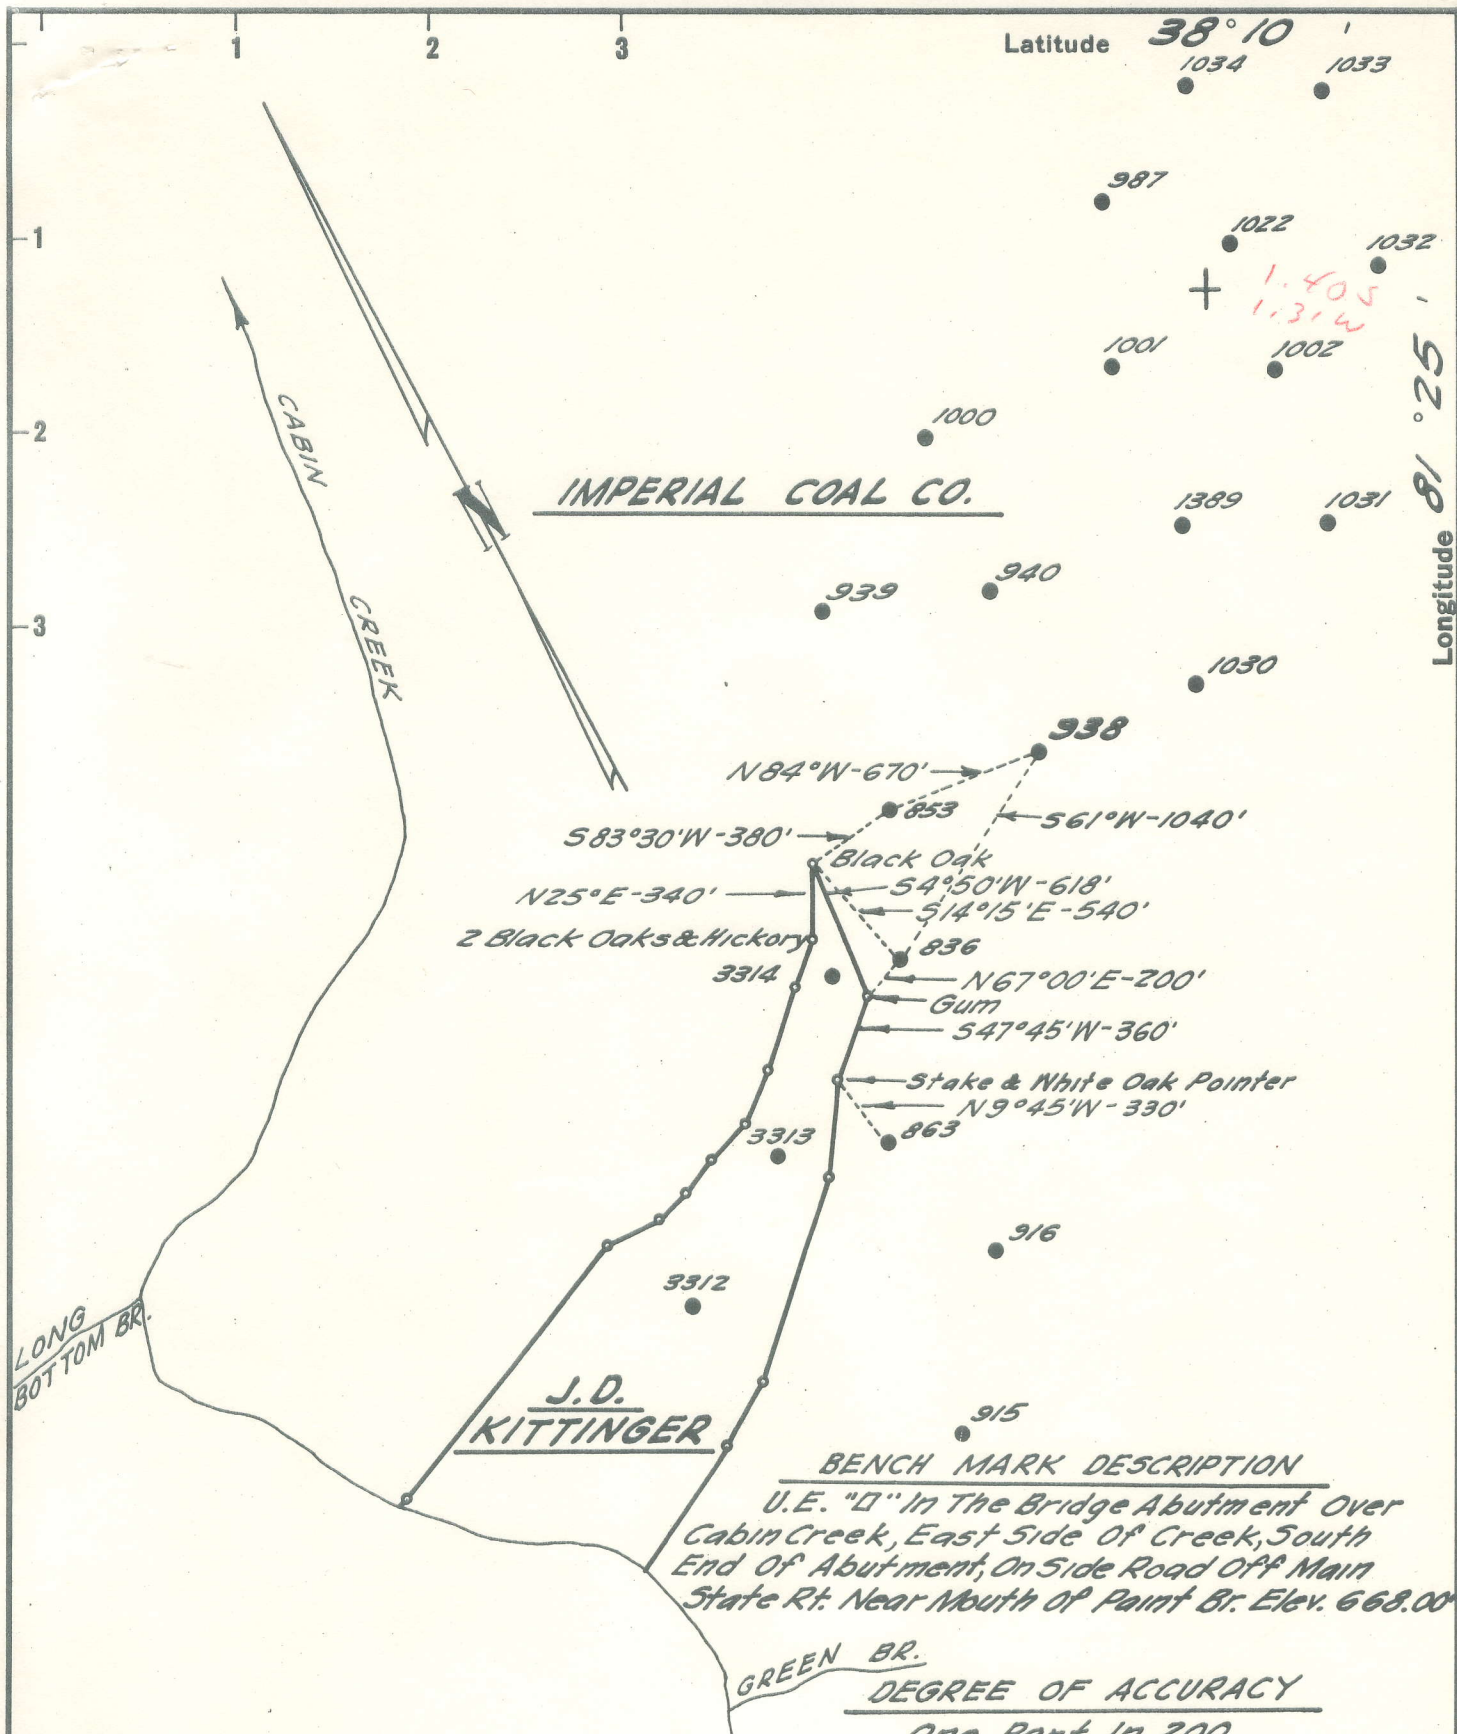 1 2 3
Latitude 38°10 '
1034 1033
987
1
1022
1032
1.40 S
1.31 W
1001 1002
Longitude 81 °25 '
CABIN
CREEK
2
1000
N
IMPERIAL COAL CO.
1389 1031
940
939
3
1030
938
N84°W-670'
853
S61°W-1040'
S83°30'W-380'
Black Oak
S4°50'W-618'
N25°E-340'
S14°15'E-540'
2 Black Oaks & Hickory
836
3314
N67°00'E-200'
Gum
S47°45'W-360'
Stake & White Oak Pointer
N9°45'W-330'
863
3313
916
3312
LONG
BOTTOM BR.
J.D.
KITTINGER
915
BENCH MARK DESCRIPTION
U.E. "□" In The Bridge Abutment Over
Cabin Creek, East Side Of Creek, South
End Of Abutment, On Side Road Off Main
State Rt. Near Mouth Of Paint Br. Elev. 668.00'
GREEN BR.
DEGREE OF ACCURACY
One Part In 200